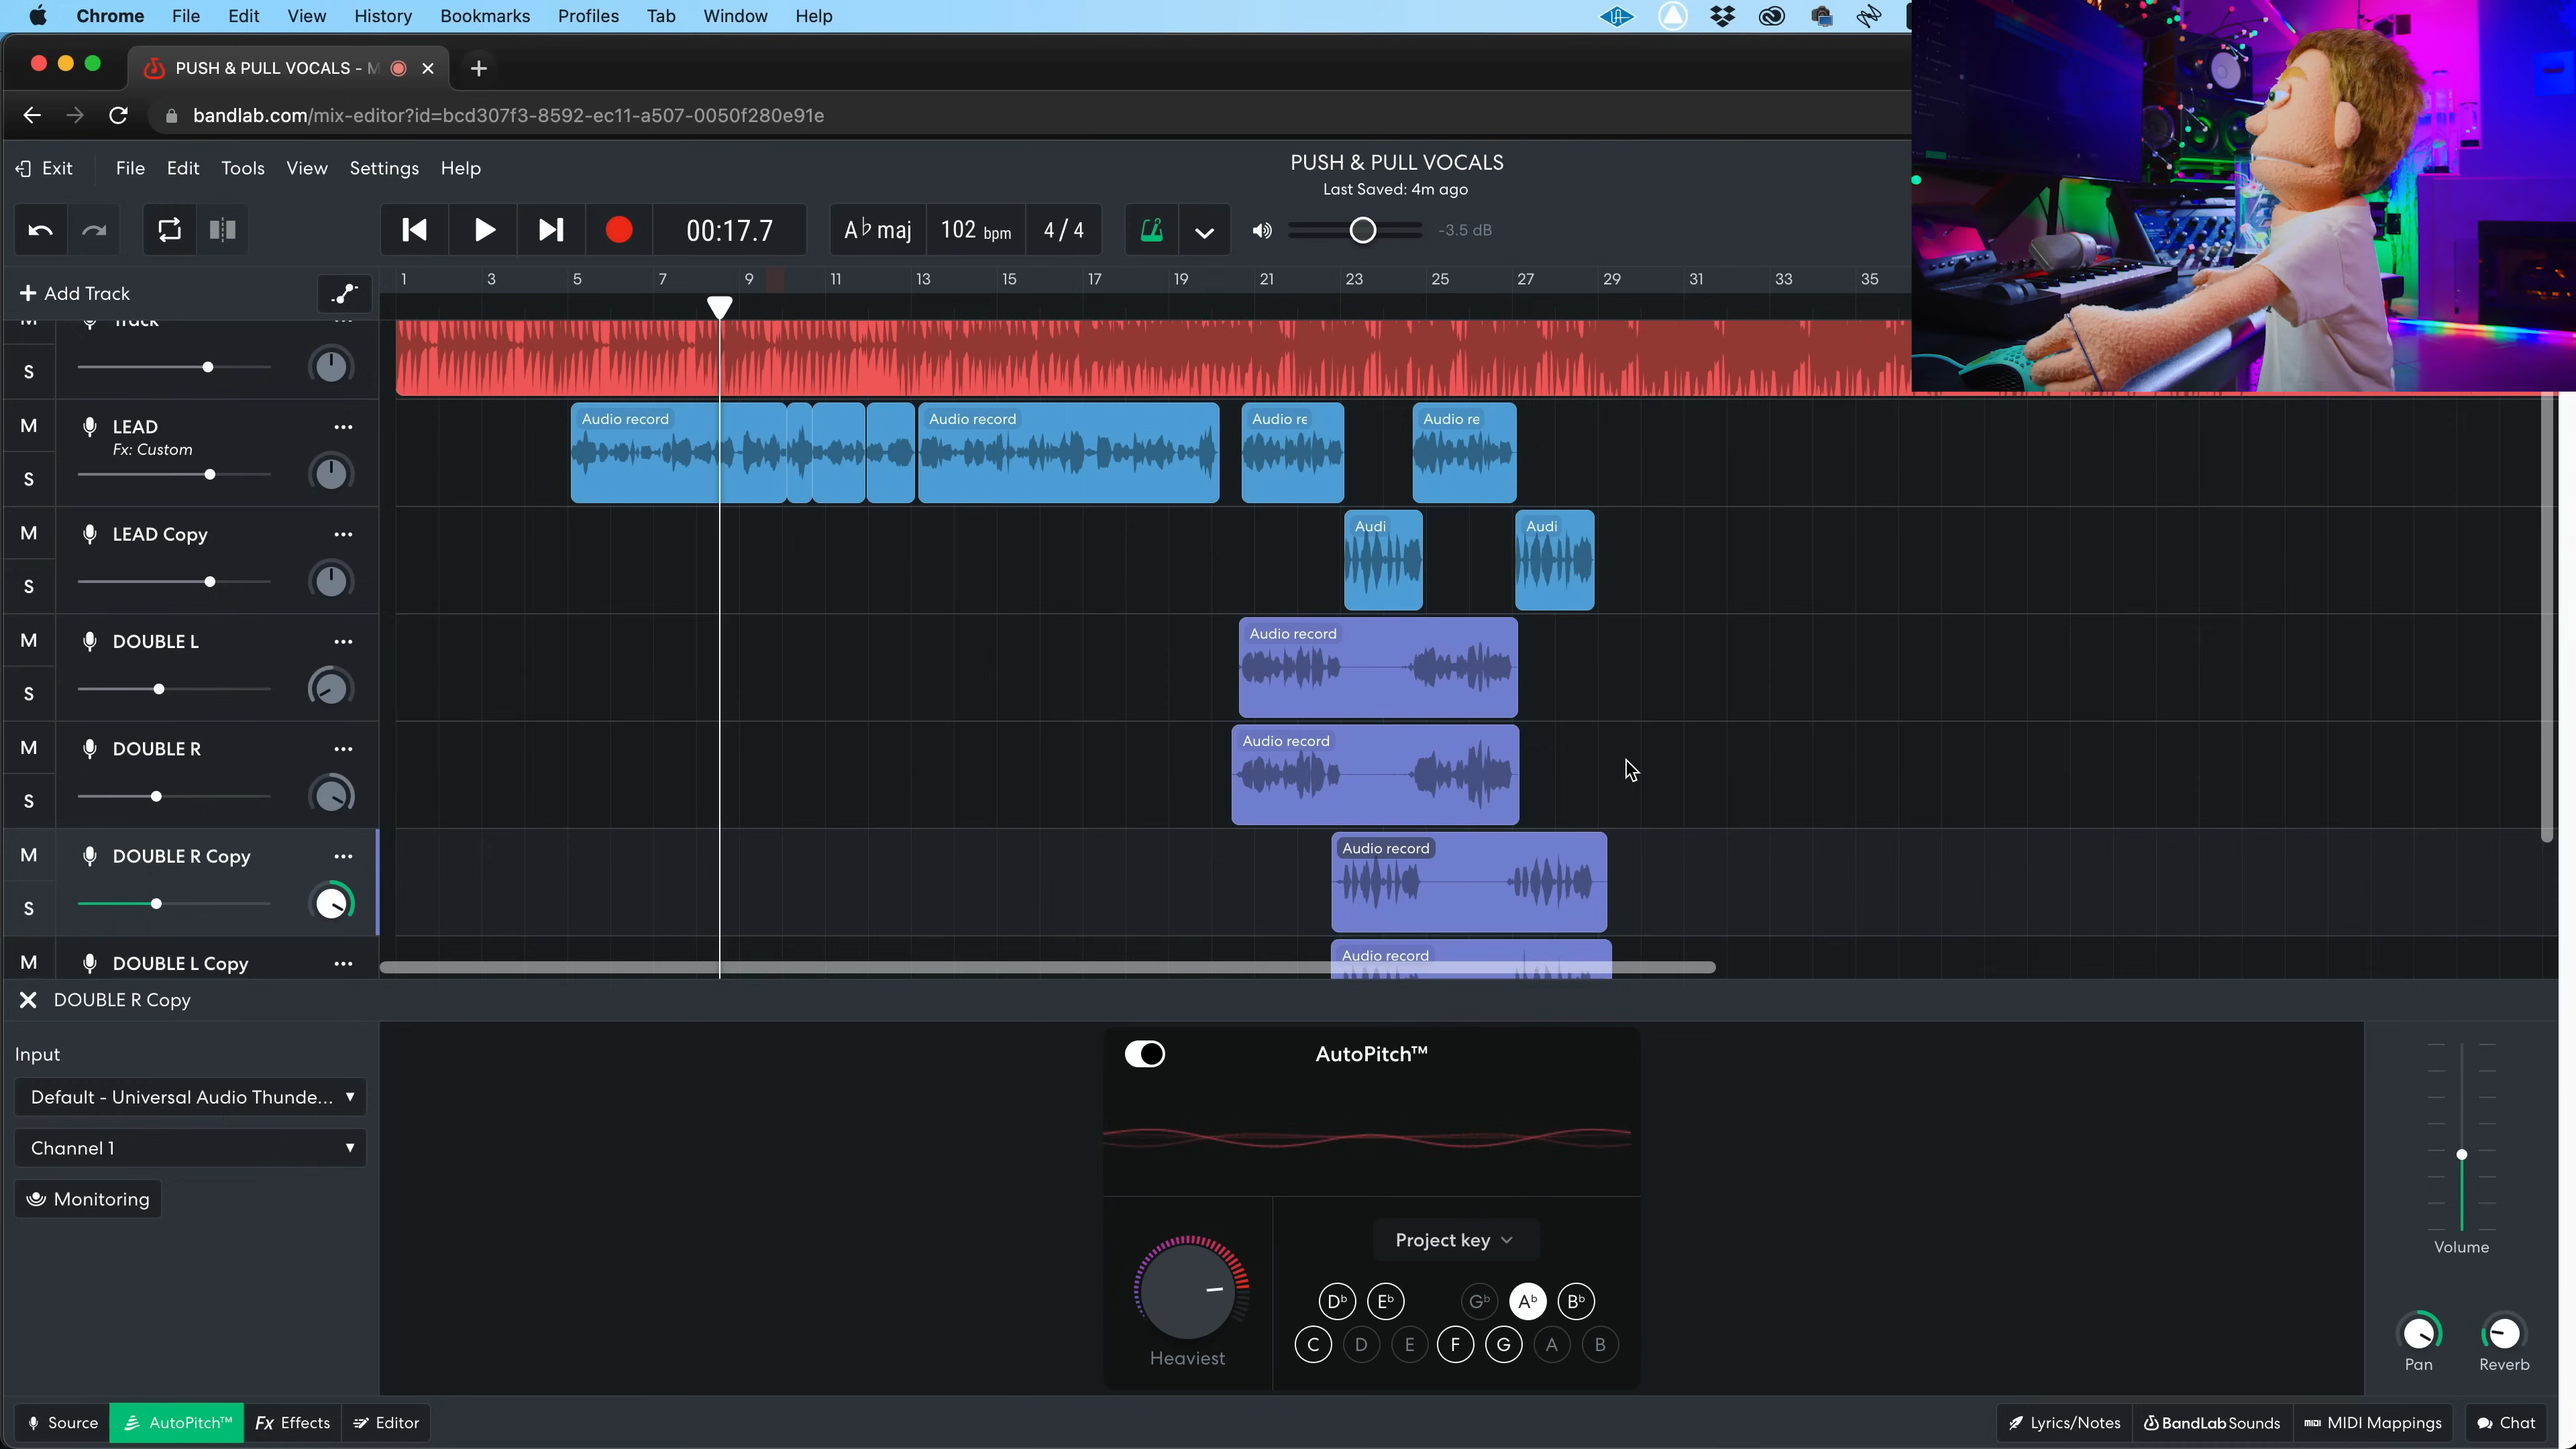 Chrome File Edit View History Bookmarks Profiles Tab Window Help
PUSH & PULL VOCALS - M
bandlab.com/mix-editor?id=bcd307f3-8592-ec11-a507-0050f280e91e
Exit File Edit Tools View Settings Help
PUSH & PULL VOCALS
Last Saved: 4m ago
00:17.7
A♭ maj 102 bpm 4 / 4
-3.5 dB
Add Track
1 3 5 7 9 11 13 15 17 19 21 23 25 27 29 31 33 35
M Track
S
M LEAD
Fx: Custom
S
Audio record Audio record Audio re Audio re
M LEAD Copy
S
Audi Audi
M DOUBLE L
S
Audio record
M DOUBLE R
S
Audio record
M DOUBLE R Copy
S
Audio record
M DOUBLE L Copy
Audio record
DOUBLE R Copy
Input
Default - Universal Audio Thunde...
Channel 1
Monitoring
AutoPitch™
Project key
Heaviest
D♭ E♭ G♭ A♭ B♭
C D E F G A B
Volume
Pan Reverb
Source AutoPitch™ Fx Effects Editor
Lyrics/Notes BandLab Sounds MIDI MIDI Mappings Chat